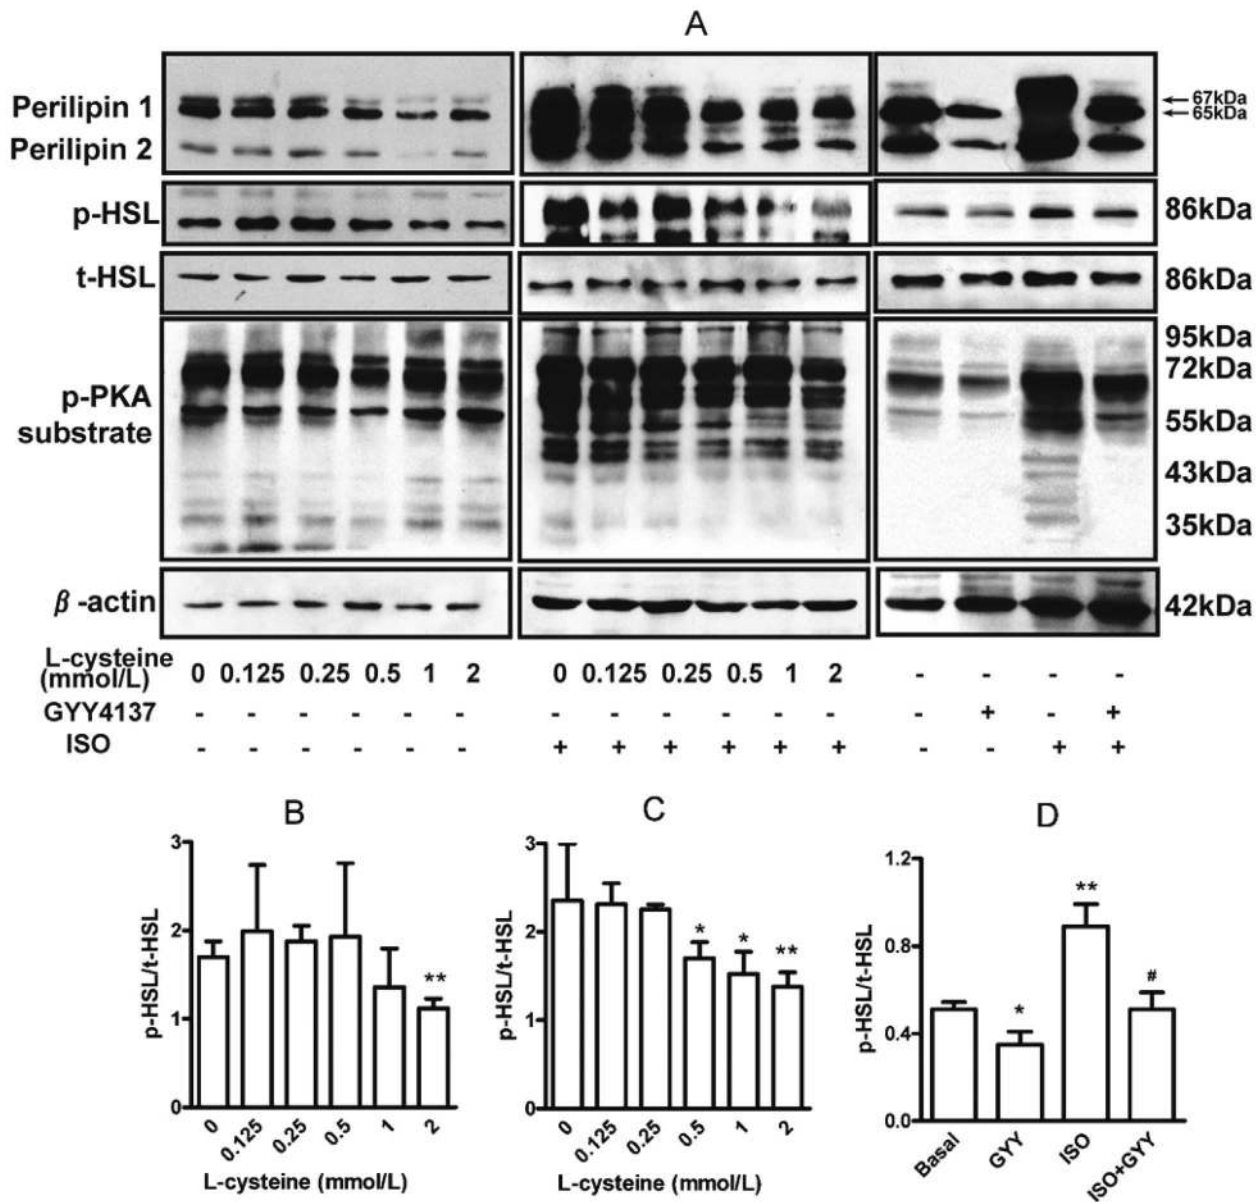 A
Perilipin 1
Perilipin 2
←67kDa
←65kDa
p-HSL
86kDa
t-HSL
86kDa
p-PKA
substrate
95kDa
72kDa
55kDa
43kDa
35kDa
β-actin
42kDa
L-cysteine
(mmol/L)
0 0.125 0.25 0.5 1 2 0 0.125 0.25 0.5 1 2 - - - -
GYY4137 - - - - - - - - - - - - - + - +
ISO - - - - - - + + + + + + - - + +
B
p-HSL/t-HSL
3
2
1
0
**
0 0.125 0.25 0.5 1 2
L-cysteine (mmol/L)
C
p-HSL/t-HSL
3
2
1
0
* * **
0 0.125 0.25 0.5 1 2
L-cysteine (mmol/L)
D
p-HSL/t-HSL
1.2
0.8
0.4
0.0
* ** #
Basal GYY ISO ISO+GYY